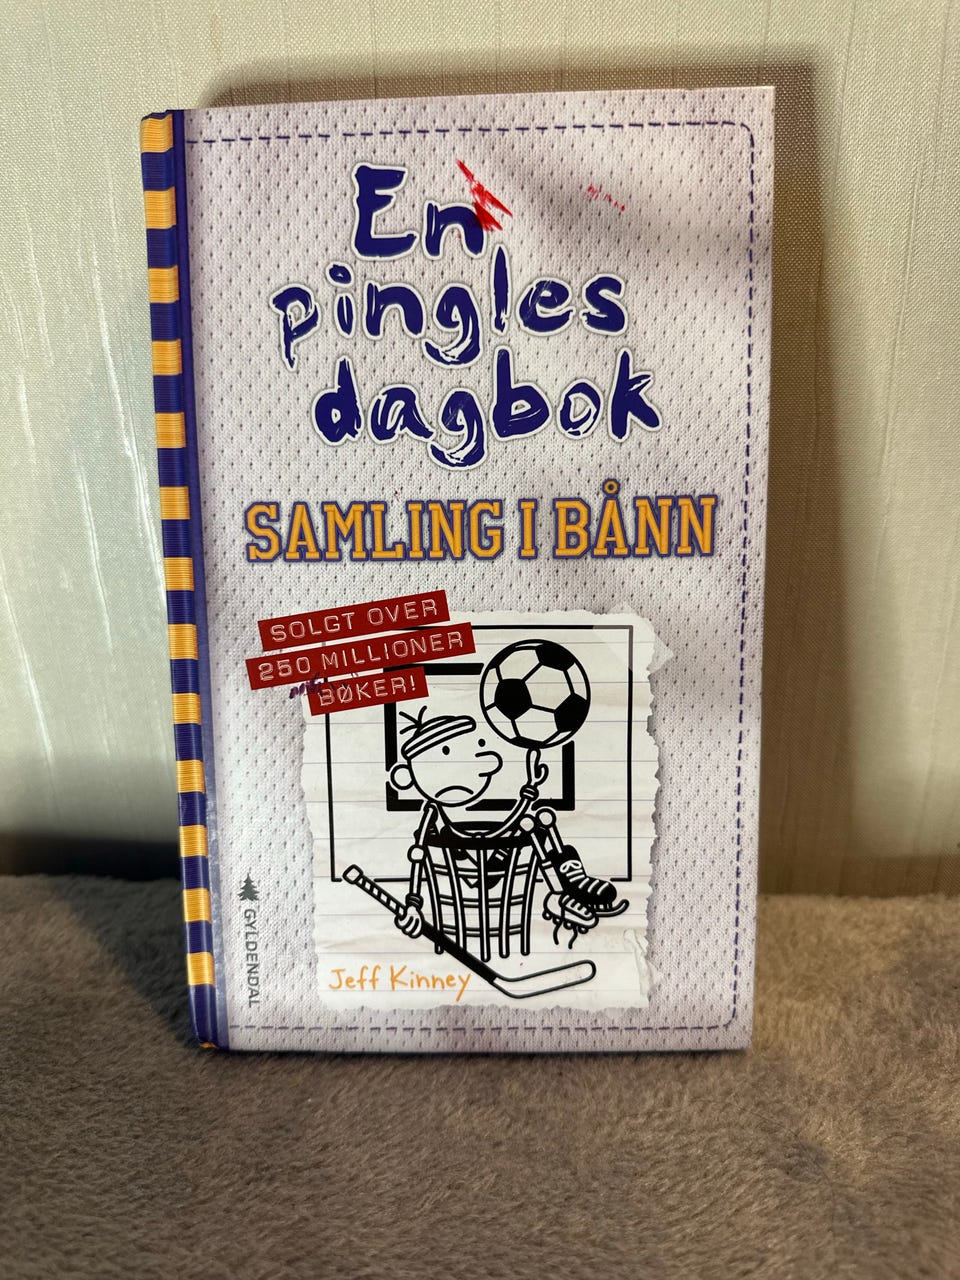 En
pingles
dagbok
SAMLING I BÅNN
SOLGT OVER
250 MILLIONER
BØKER!
Jeff Kinney
GYLDENDAL